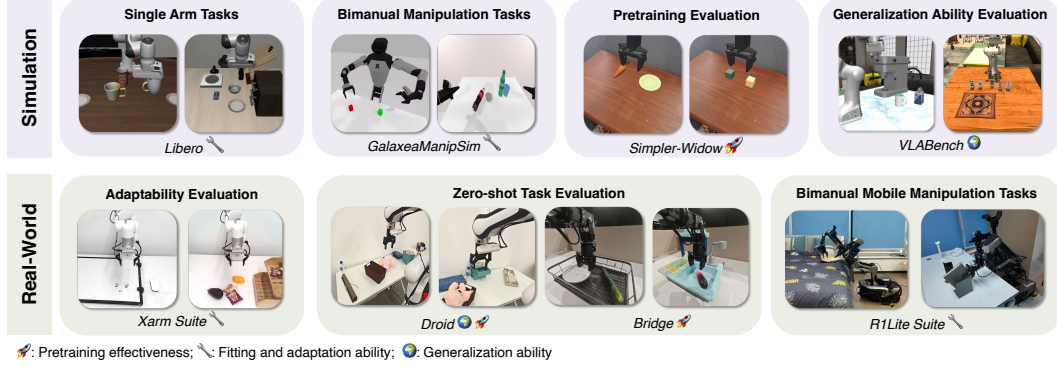 Simulation
Single Arm Tasks
Libero
Bimanual Manipulation Tasks
X
GalaxeaManipSim
Pretraining Evaluation
Simpler-Widow
Generalization Ability Evaluation
VLABench
Real-World
Adaptability Evaluation
Xarm Suite
Zero-shot Task Evaluation
Droid
Bridge
Bimanual Mobile Manipulation Tasks
R1Lite Suite
: Pretraining effectiveness; : Fitting and adaptation ability; : Generalization ability